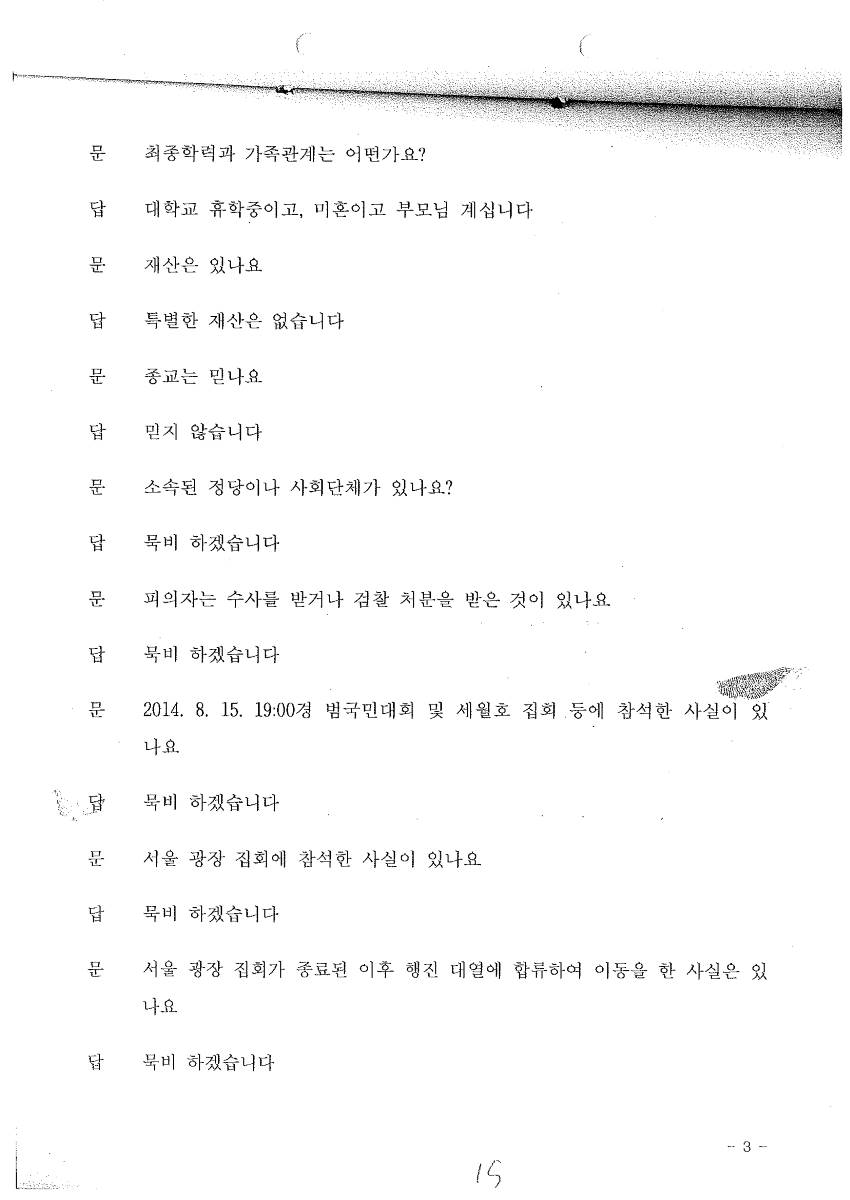 문 최종학력과 가족관계는 어떤가요?
답 대학교 휴학중이고, 미혼이고 부모님 계십니다
문 재산은 있나요
답 특별한 재산은 없습니다
문 종교는 믿나요
답 믿지 않습니다
문 소속된 정당이나 사회단체가 있나요?
답 묵비 하겠습니다
문 피의자는 수사를 받거나 검찰 처분을 받은 것이 있나요
답 묵비 하겠습니다
문 2014. 8. 15. 19:00경 범국민대회 및 세월호 집회 등에 참석한 사실이 있
나요
답 묵비 하겠습니다
문 서울 광장 집회에 참석한 사실이 있나요
답 묵비 하겠습니다
문 서울 광장 집회가 종료된 이후 행진 대열에 합류하여 이동을 한 사실은 있
나요
답 묵비 하겠습니다
- 3 -
15